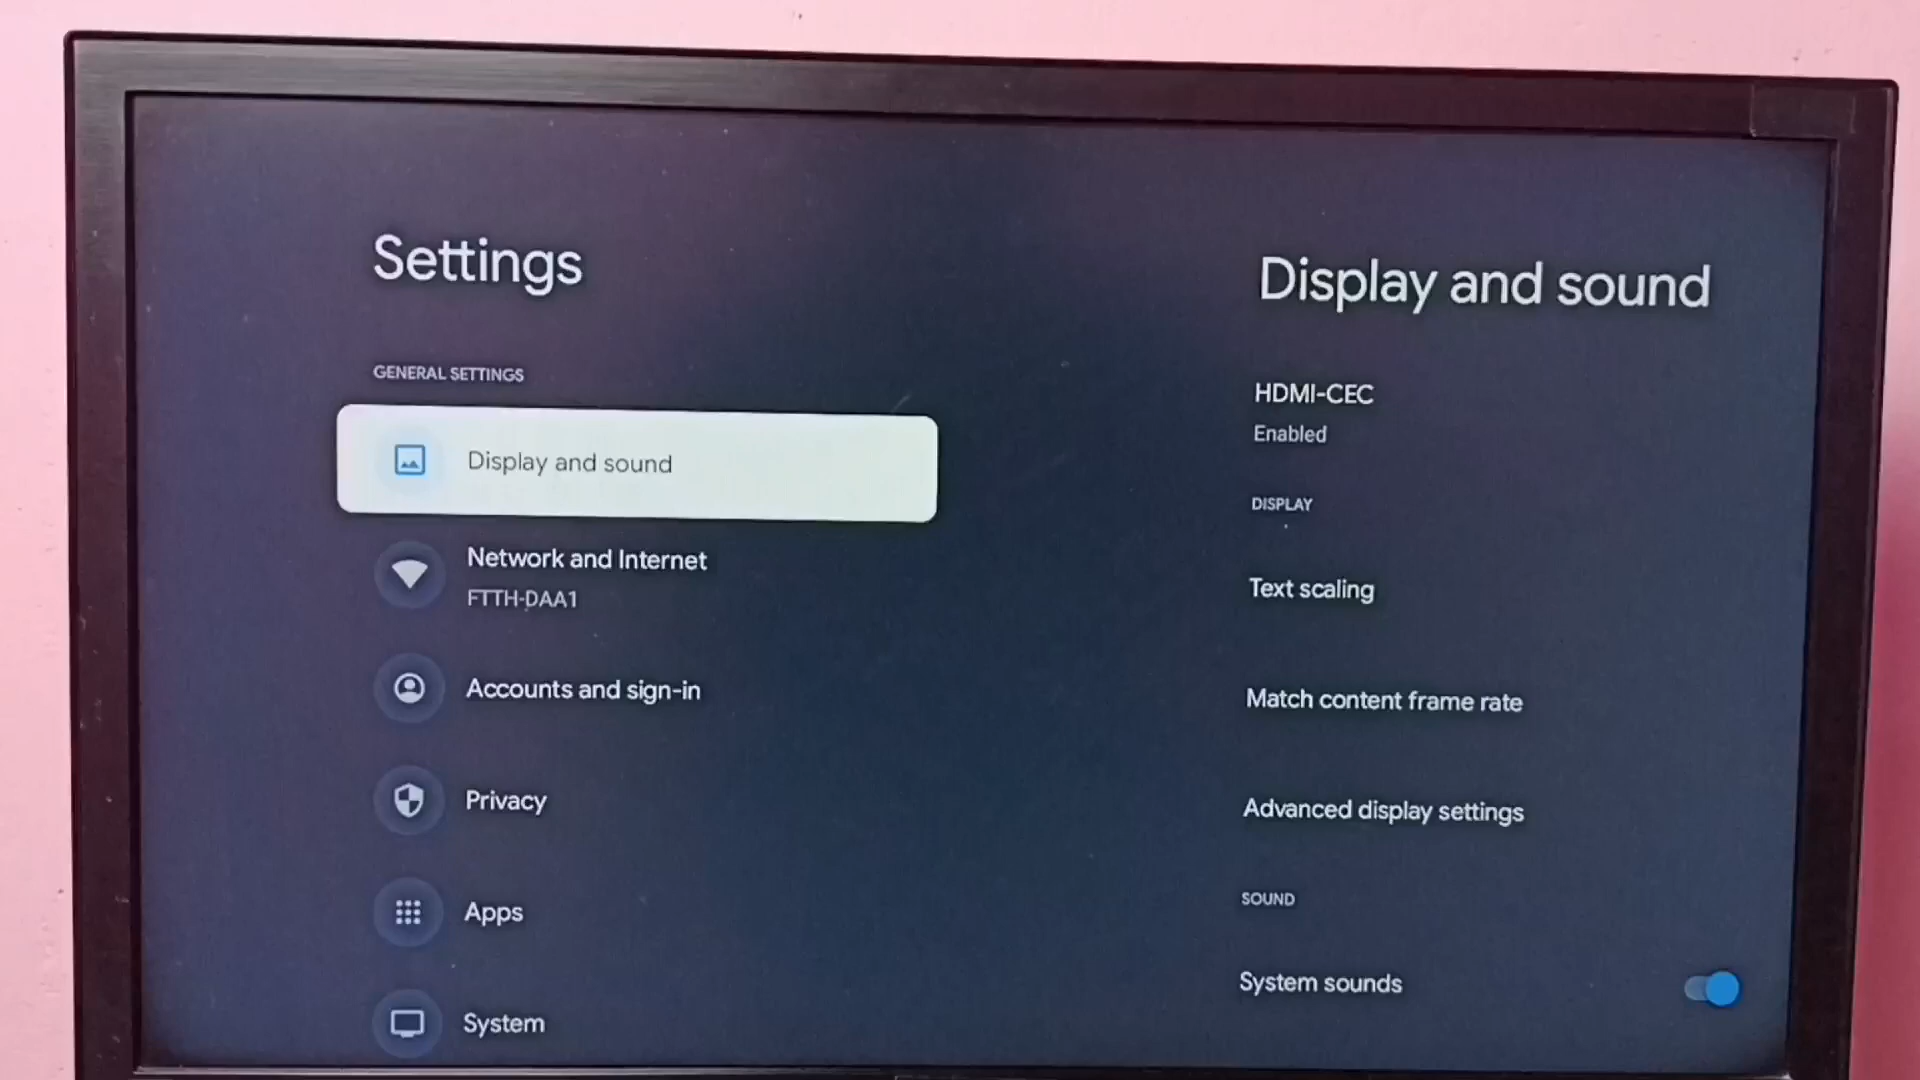 Settings
GENERAL SETTINGS
Display and sound
Network and Internet
FTTH-DAA1
Accounts and sign-in
Privacy
Apps
System
Display and sound
HDMI-CEC
Enabled
DISPLAY
Text scaling
Match content frame rate
Advanced display settings
SOUND
System sounds